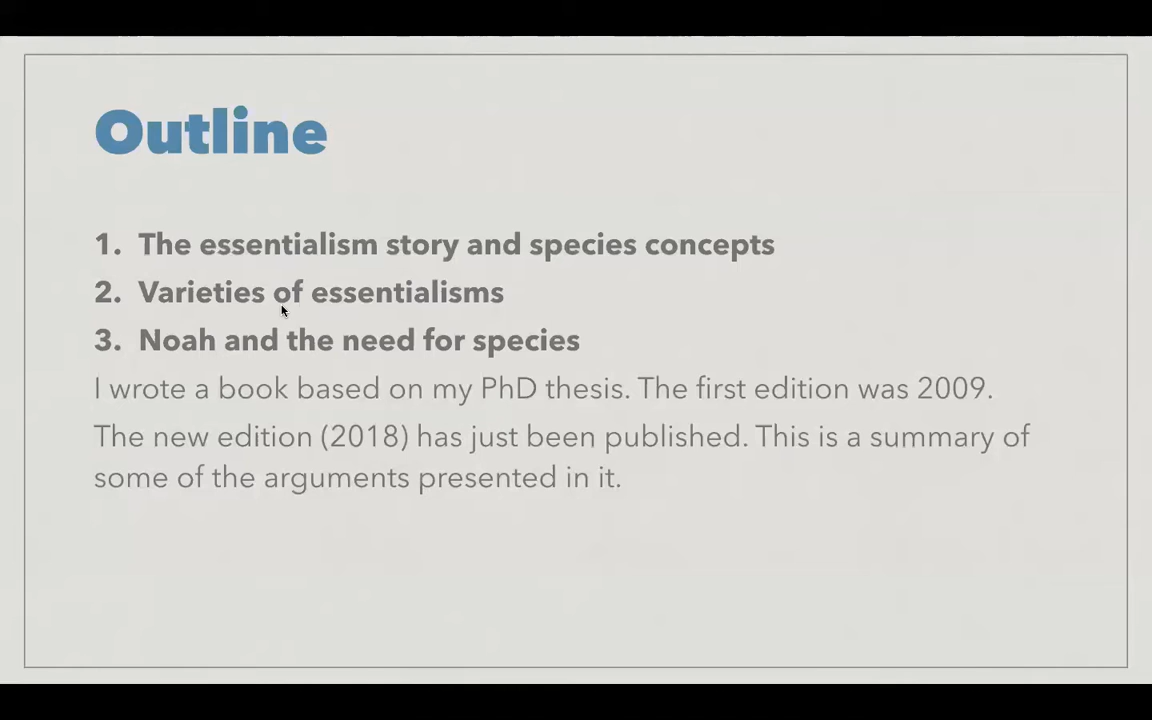 Outline
1. The essentialism story and species concepts
2. Varieties of essentialisms
3. Noah and the need for species
I wrote a book based on my PhD thesis. The first edition was 2009.
The new edition (2018) has just been published. This is a summary of
some of the arguments presented in it.